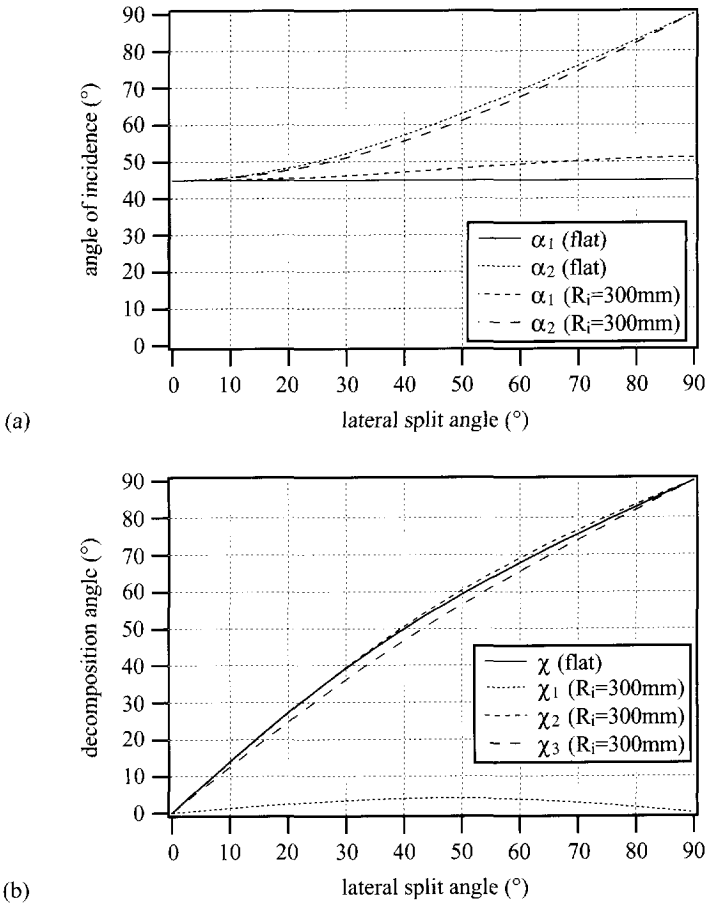 90
80
70
60
50
40
30
20
10
0
angle of incidence (°)
α1 (flat)
α2 (flat)
α1 (Ri=300mm)
α2 (Ri=300mm)
0 10 20 30 40 50 60 70 80 90
lateral split angle (°)
(a)
90
80
70
60
50
40
30
20
10
0
decomposition angle (°)
χ (flat)
χ1 (Ri=300mm)
χ2 (Ri=300mm)
χ3 (Ri=300mm)
0 10 20 30 40 50 60 70 80 90
lateral split angle (°)
(b)